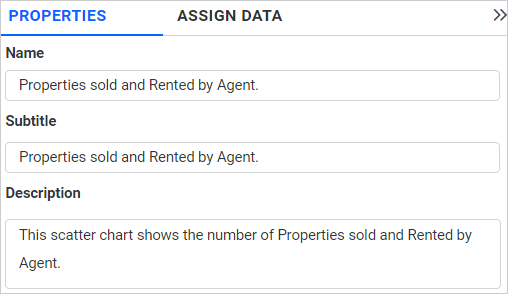 PROPERTIES ASSIGN DATA
Name
Properties sold and Rented by Agent.
Subtitle
Properties sold and Rented by Agent.
Description
This scatter chart shows the number of Properties sold and Rented by
Agent.